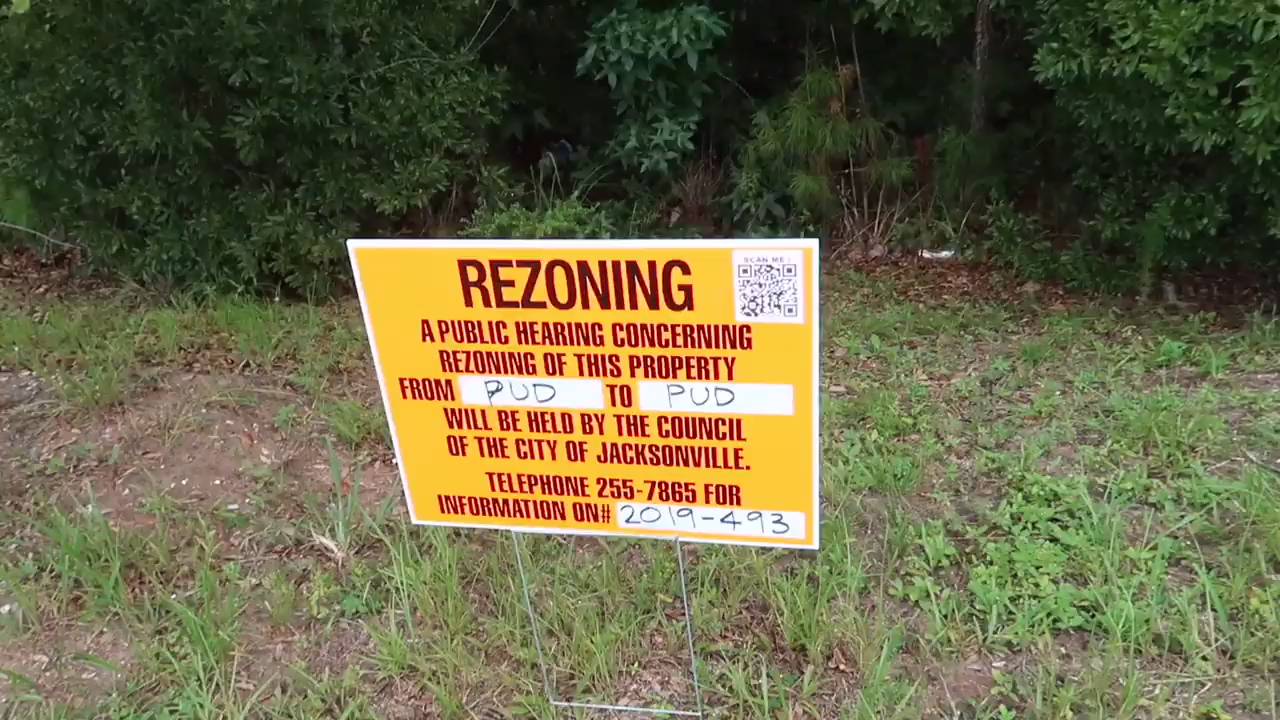 SCAN ME!
REZONING
A PUBLIC HEARING CONCERNING
REZONING OF THIS PROPERTY
FROM PUD TO PUD
WILL BE HELD BY THE COUNCIL
OF THE CITY OF JACKSONVILLE.
TELEPHONE 255-7865 FOR
INFORMATION ON# 2019-493